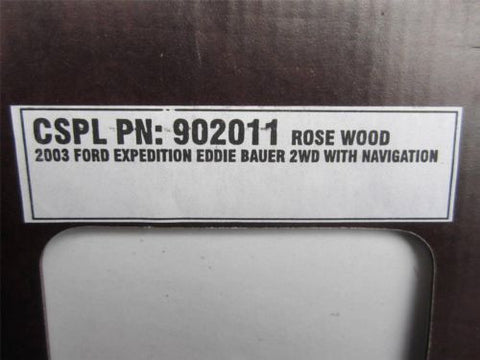 CSPL PN: 902011 ROSE WOOD
2003 FORD EXPEDITION EDDIE BAUER 2WD WITH NAVIGATION